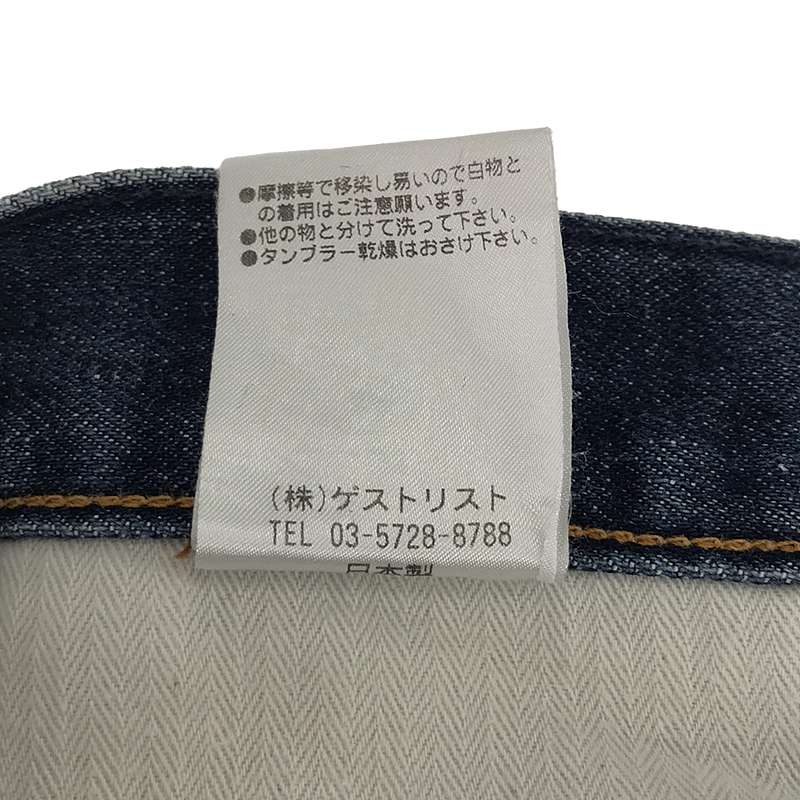 ●摩擦等で移染し易いので白物と
の着用はご注意願います。
●他の物と分けて洗って下さい。
●タンブラー乾燥はおさけ下さい。
(株)ゲストリスト
TEL 03-5728-8788
日本製